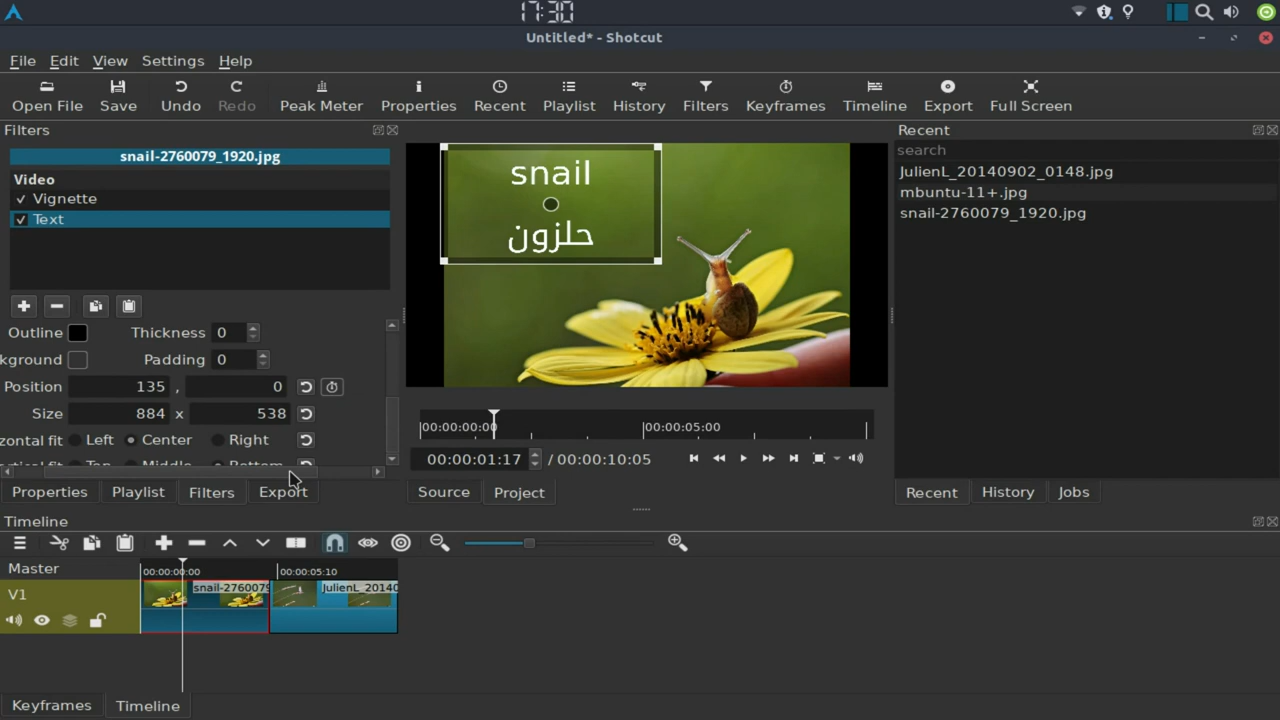 17:30
Untitled* - Shotcut
File Edit View Settings Help
Open File Save Undo Redo Peak Meter Properties Recent Playlist History Filters Keyframes Timeline Export Full Screen
Filters
snail-2760079_1920.jpg
Video
Vignette
Text
Outline Thickness 0
kground Padding 0
Position 135 , 0
Size 884 x 538
zontal fit Left Center Right
Properties Playlist Filters Export
snail
حلزون
00:00:00:00 00:00:05:00
00:00:01:17 / 00:00:10:05
Source Project
Recent
search
JulienL_20140902_0148.jpg
mbuntu-11+.jpg
snail-2760079_1920.jpg
Recent History Jobs
Timeline
Master
00:00:00:00 00:00:05:10
V1
snail-2760079 JulienL_20140
Keyframes Timeline